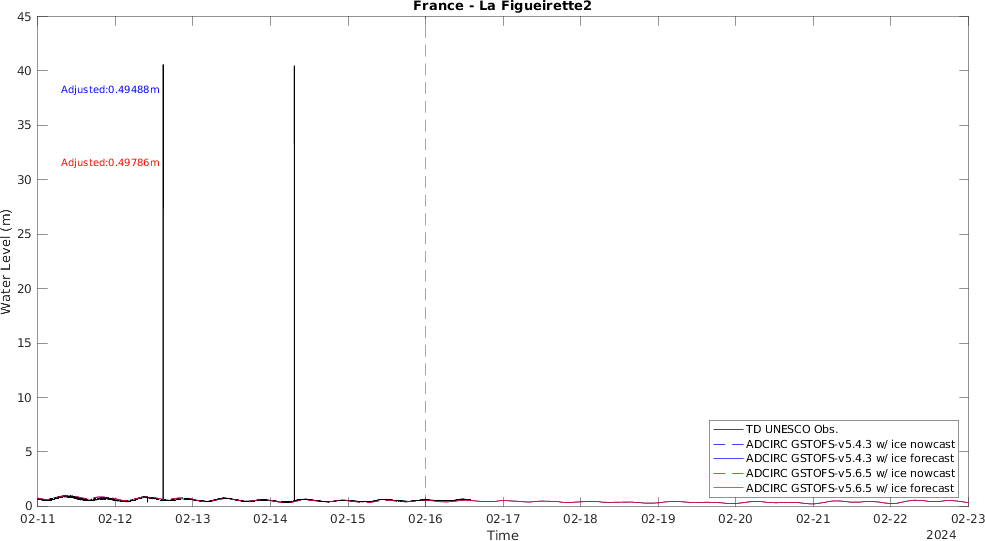 France - La Figueirette2
Water Level (m)
45
40
35
30
25
20
15
10
5
0
Adjusted:0.49488m
Adjusted:0.49786m
TD UNESCO Obs.
ADCIRC GSTOFS-v5.4.3 w/ ice nowcast
ADCIRC GSTOFS-v5.4.3 w/ ice forecast
ADCIRC GSTOFS-v5.6.5 w/ ice nowcast
ADCIRC GSTOFS-v5.6.5 w/ ice forecast
02-11 02-12 02-13 02-14 02-15 02-16 02-17 02-18 02-19 02-20 02-21 02-22 02-23
Time
2024